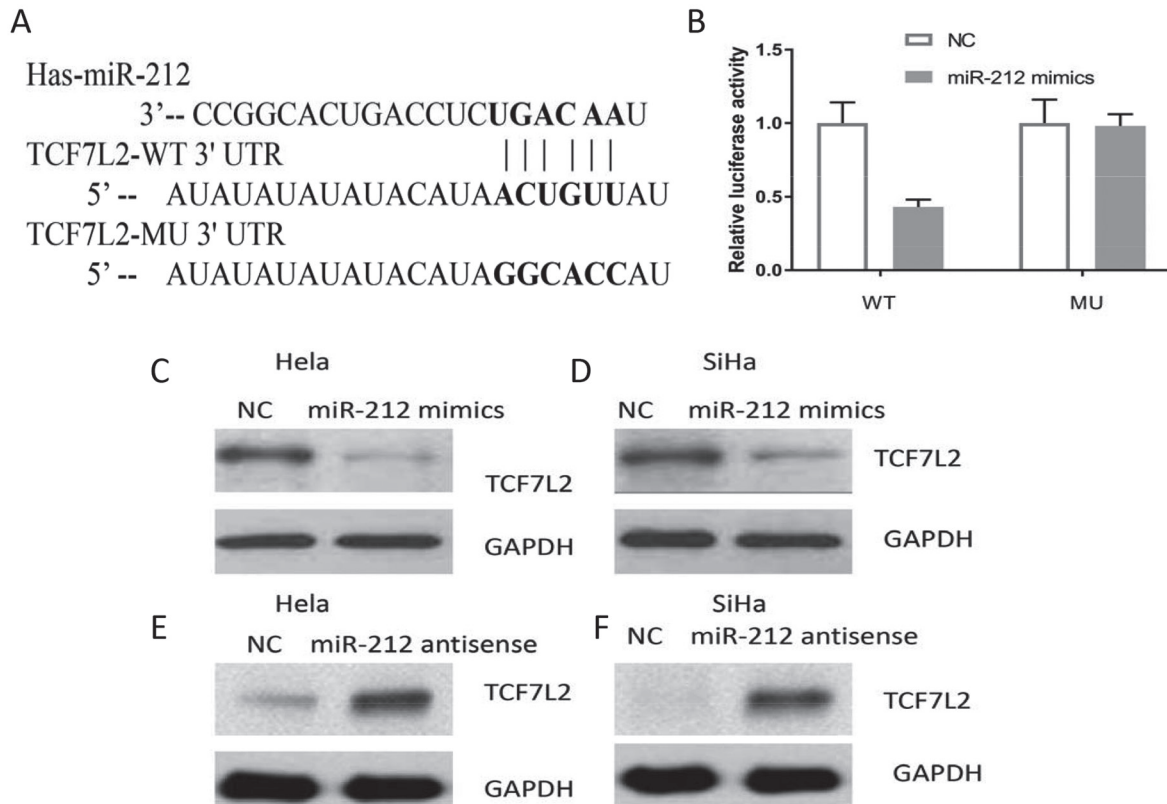 A
Has-miR-212
3'-- CCGGCACUGACCUCUGACAAU
TCF7L2-WT 3' UTR
5' -- AUAUAUAUAUACAUAACUGUUAU
TCF7L2-MU 3' UTR
5' -- AUAUAUAUAUACAUAGGCACCAU
B
NC
miR-212 mimics
Relative luciferase activity
1.5
1.0
0.5
0.0
WT
MU
C
Hela
NC miR-212 mimics
TCF7L2
GAPDH
D
SiHa
NC miR-212 mimics
TCF7L2
GAPDH
E
Hela
NC miR-212 antisense
TCF7L2
GAPDH
F
SiHa
NC miR-212 antisense
TCF7L2
GAPDH